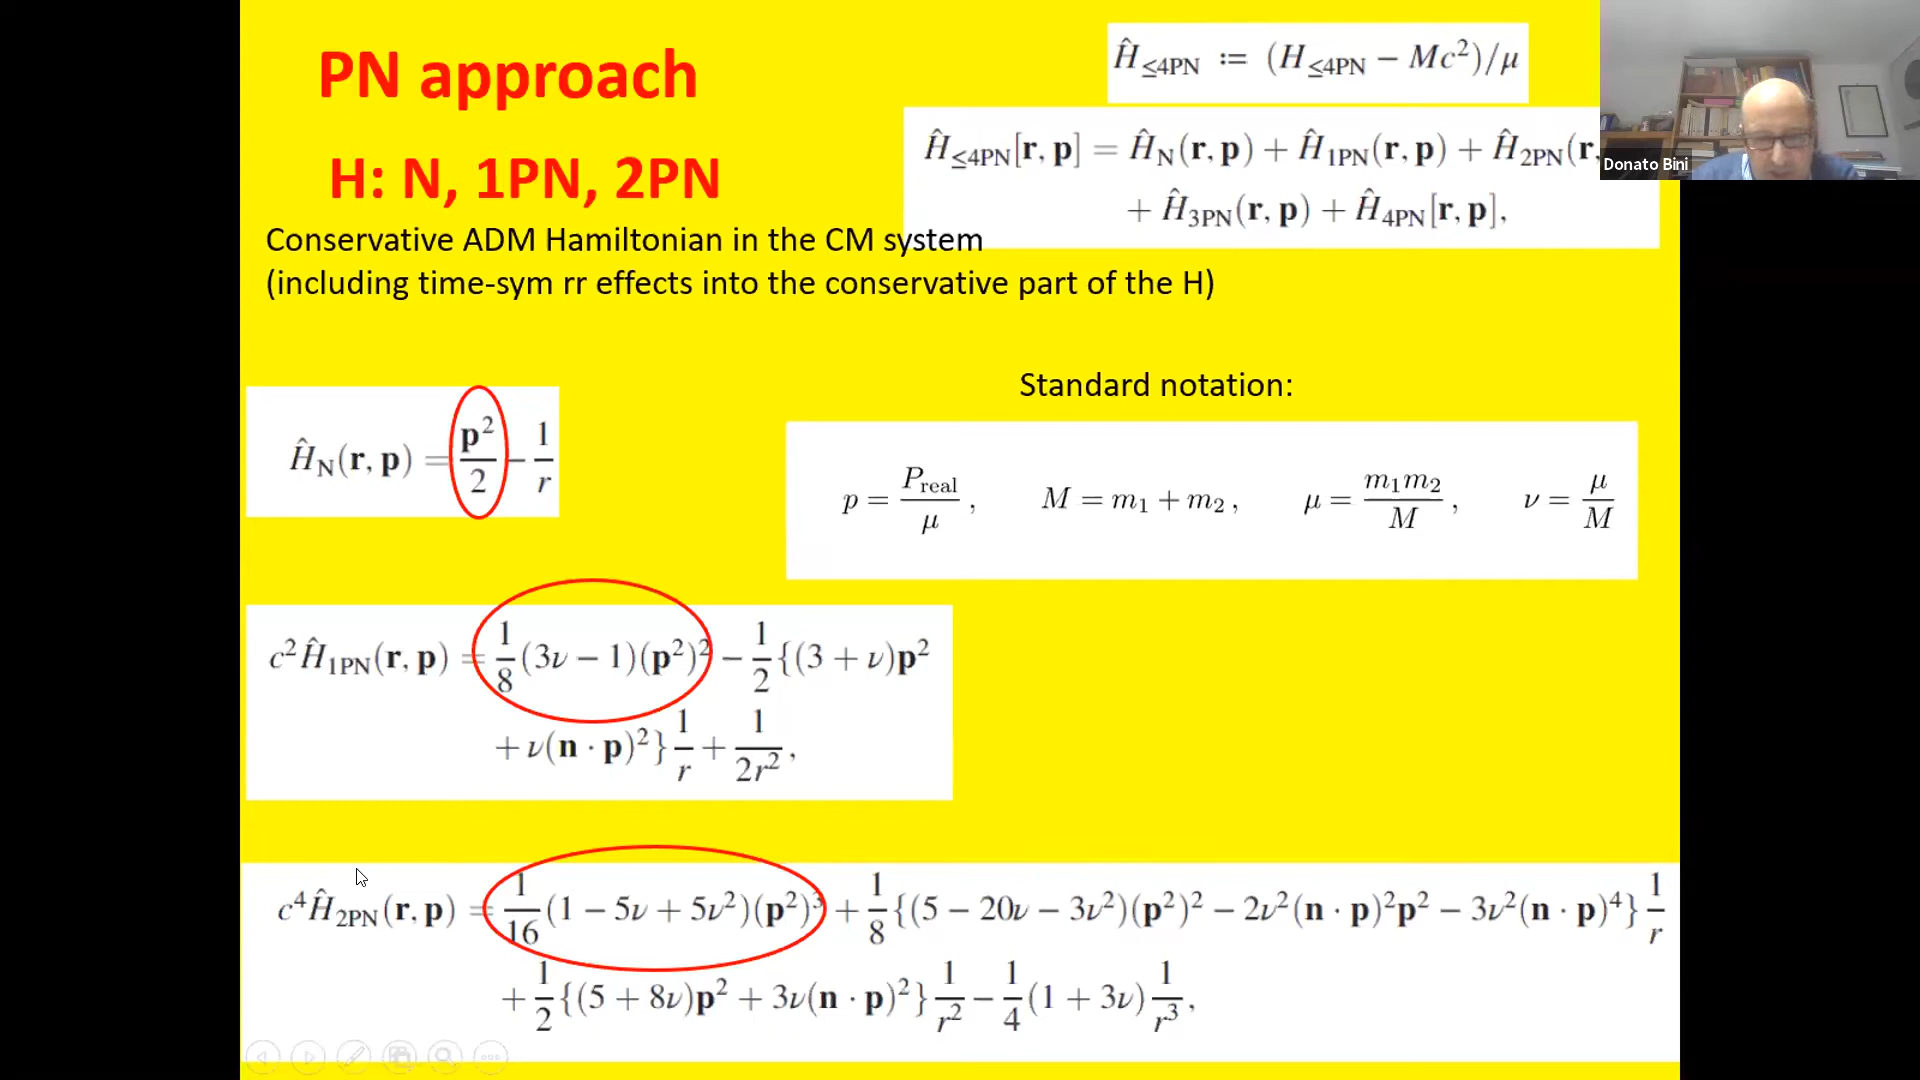 PN approach
H: N, 1PN, 2PN
Ĥ≤4PN := (H≤4PN − Mc²)/μ
Ĥ≤4PN[r, p] = ĤN(r, p) + Ĥ1PN(r, p) + Ĥ2PN(r,
+ Ĥ3PN(r, p) + Ĥ4PN[r, p],
Donato Bini
Conservative ADM Hamiltonian in the CM system
(including time-sym rr effects into the conservative part of the H)
Standard notation:
ĤN(r, p) = p²/2 − 1/r
p = Preal/μ , M = m1 + m2 , μ = m1m2/M , ν = μ/M
c²Ĥ1PN(r, p) = 1/8 (3ν − 1)(p²)² − 1/2 {(3 + ν)p²
+ ν(n · p)²} 1/r + 1/2r²,
c⁴Ĥ2PN(r, p) = 1/16 (1 − 5ν + 5ν²)(p²)³ + 1/8 {(5 − 20ν − 3ν²)(p²)² − 2ν²(n · p)²p² − 3ν²(n · p)⁴} 1/r
+ 1/2 {(5 + 8ν)p² + 3ν(n · p)²} 1/r² − 1/4 (1 + 3ν) 1/r³,